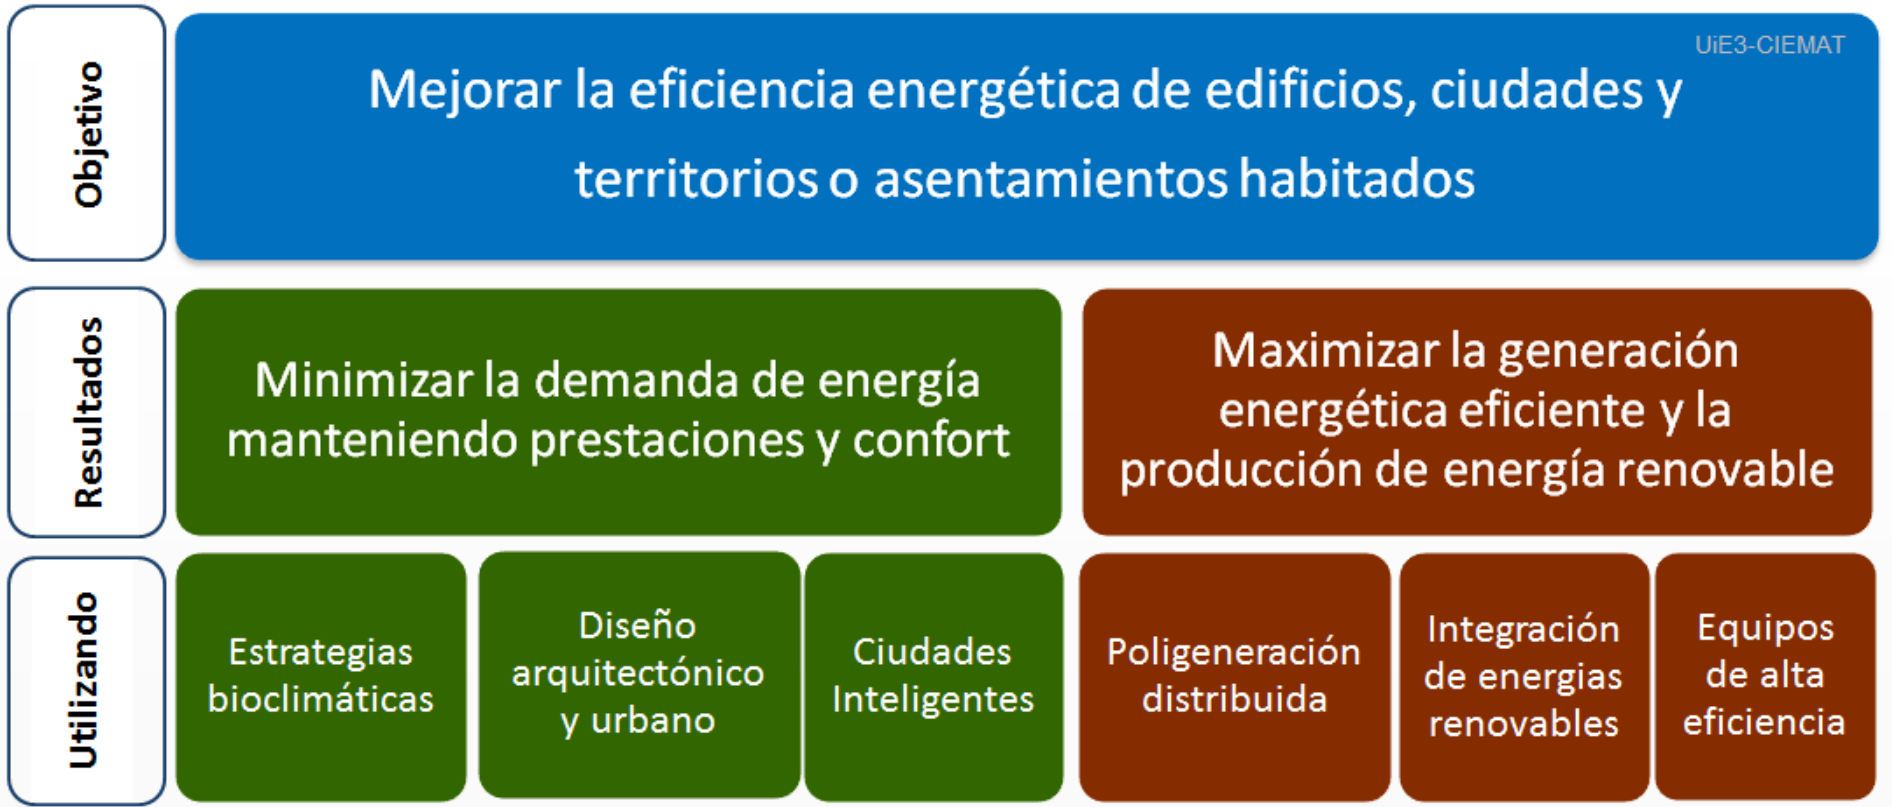 Objetivo
UiE3-CIEMAT
Mejorar la eficiencia energética de edificios, ciudades y
territorios o asentamientos habitados
Resultados
Minimizar la demanda de energía
manteniendo prestaciones y confort
Maximizar la generación
energética eficiente y la
producción de energía renovable
Utilizando
Estrategias
bioclimáticas
Diseño
arquitectónico
y urbano
Ciudades
Inteligentes
Poligeneración
distribuida
Integración
de energias
renovables
Equipos
de alta
eficiencia